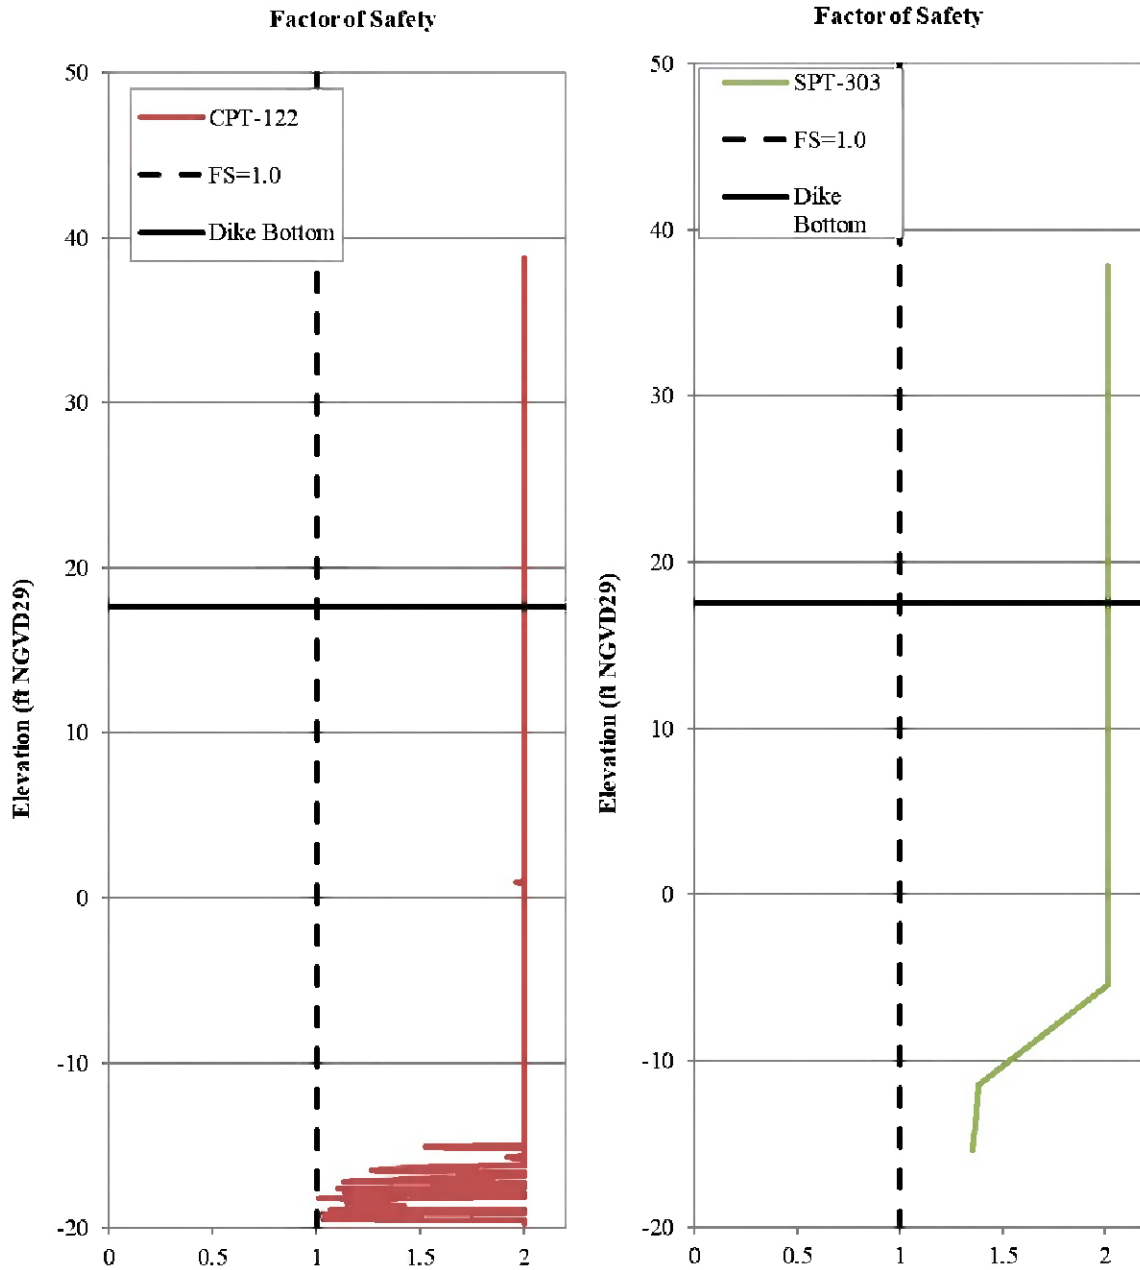 Factor of Safety
50
40
30
20
10
0
-10
-20
0
0.5
1
1.5
2
CPT-122
FS=1.0
Dike Bottom
Elevation (ft NGVD29)
Factor of Safety
50
40
30
20
10
0
-10
-20
0
0.5
1
1.5
2
SPT-303
FS=1.0
Dike
Bottom
Elevation (ft NGVD29)